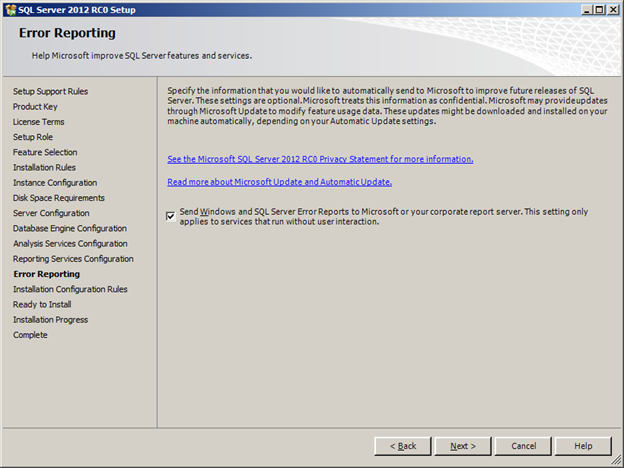 SQL Server 2012 RC0 Setup
Error Reporting
Help Microsoft improve SQL Server features and services.
Setup Support Rules
Product Key
License Terms
Setup Role
Feature Selection
Installation Rules
Instance Configuration
Disk Space Requirements
Server Configuration
Database Engine Configuration
Analysis Services Configuration
Reporting Services Configuration
Error Reporting
Installation Configuration Rules
Ready to Install
Installation Progress
Complete
Specify the information that you would like to automatically send to Microsoft to improve future releases of SQL
Server. These settings are optional. Microsoft treats this information as confidential. Microsoft may provide updates
through Microsoft Update to modify feature usage data. These updates might be downloaded and installed on your
machine automatically, depending on your Automatic Update settings.
See the Microsoft SQL Server 2012 RC0 Privacy Statement for more information.
Read more about Microsoft Update and Automatic Update.
Send Windows and SQL Server Error Reports to Microsoft or your corporate report server. This setting only
applies to services that run without user interaction.
< Back
Next >
Cancel
Help